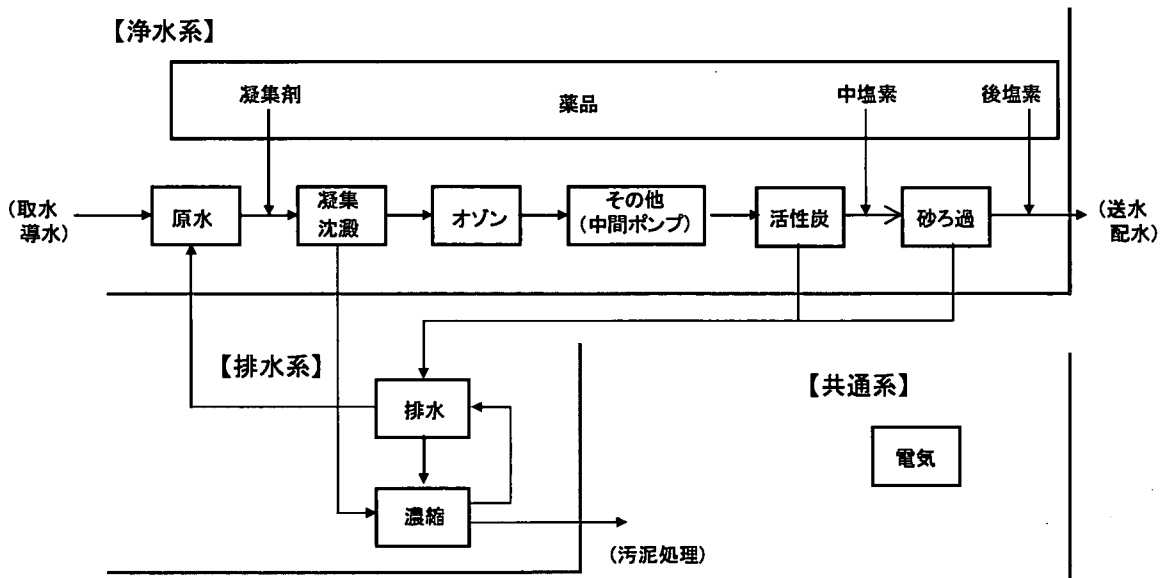 【浄水系】
凝集剤
薬品
中塩素
後塩素
(取水
導水)
原水
凝集
沈澱
オゾン
その他
(中間ポンプ)
活性炭
砂ろ過
(送水
配水)
【排水系】
排水
濃縮
(汚泥処理)
【共通系】
電気